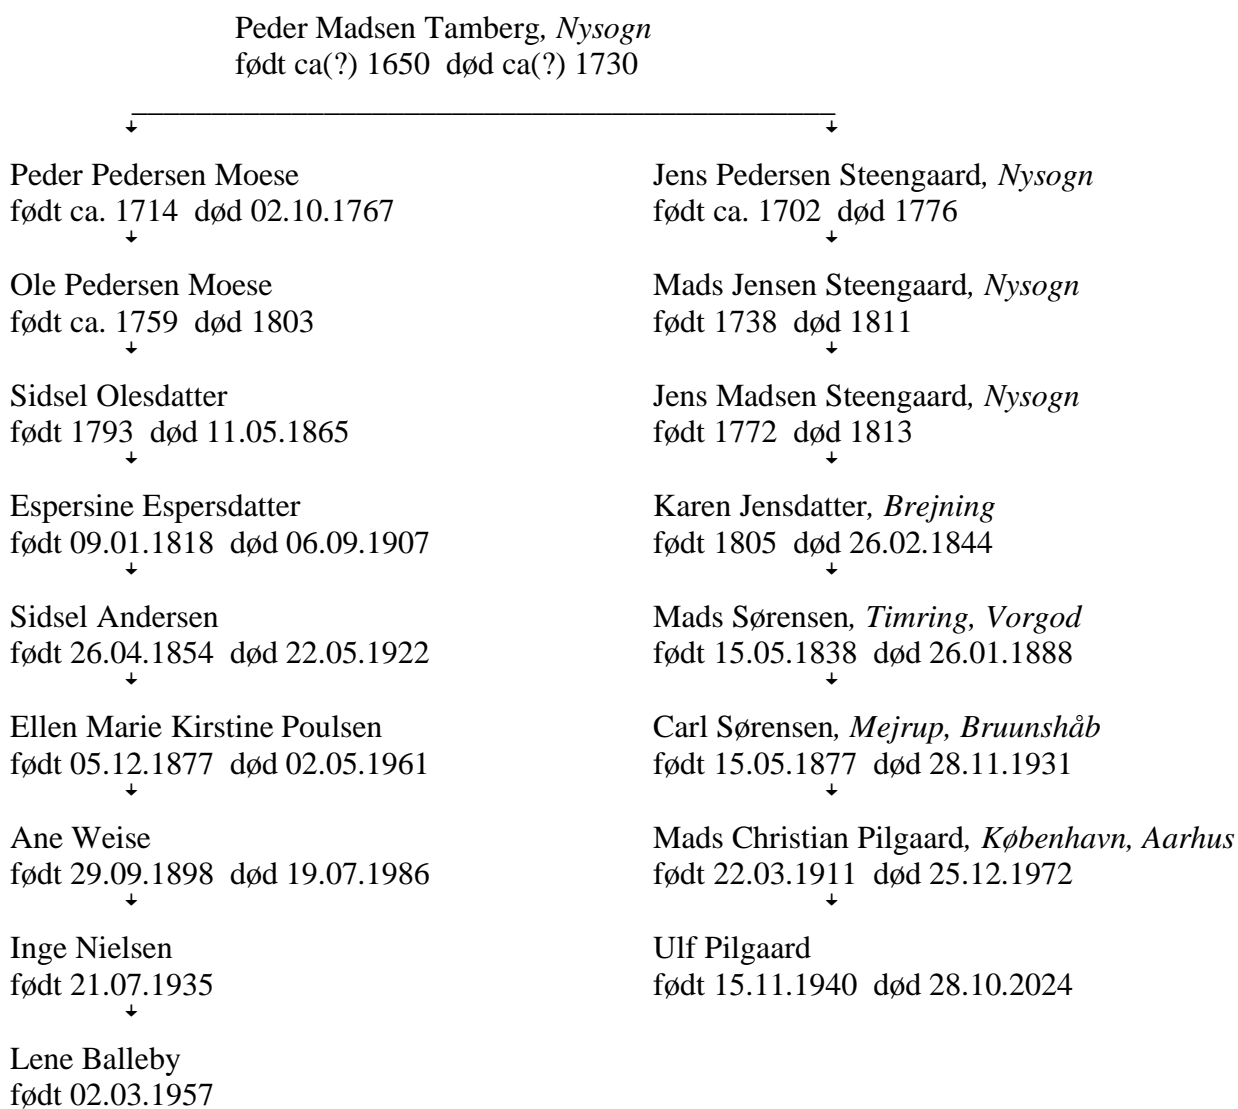 Peder Madsen Tamberg, Nysogn
født ca(?) 1650 død ca(?) 1730
Peder Pedersen Moese
født ca. 1714 død 02.10.1767
Jens Pedersen Steengaard, Nysogn
født ca. 1702 død 1776
Ole Pedersen Moese
født ca. 1759 død 1803
Mads Jensen Steengaard, Nysogn
født 1738 død 1811
Sidsel Olesdatter
født 1793 død 11.05.1865
Jens Madsen Steengaard, Nysogn
født 1772 død 1813
Espersine Espersdatter
født 09.01.1818 død 06.09.1907
Karen Jensdatter, Brejning
født 1805 død 26.02.1844
Sidsel Andersen
født 26.04.1854 død 22.05.1922
Mads Sørensen, Timring, Vorgod
født 15.05.1838 død 26.01.1888
Ellen Marie Kirstine Poulsen
født 05.12.1877 død 02.05.1961
Carl Sørensen, Mejrup, Bruunshåb
født 15.05.1877 død 28.11.1931
Ane Weise
født 29.09.1898 død 19.07.1986
Mads Christian Pilgaard, København, Aarhus
født 22.03.1911 død 25.12.1972
Inge Nielsen
født 21.07.1935
Ulf Pilgaard
født 15.11.1940 død 28.10.2024
Lene Balleby
født 02.03.1957